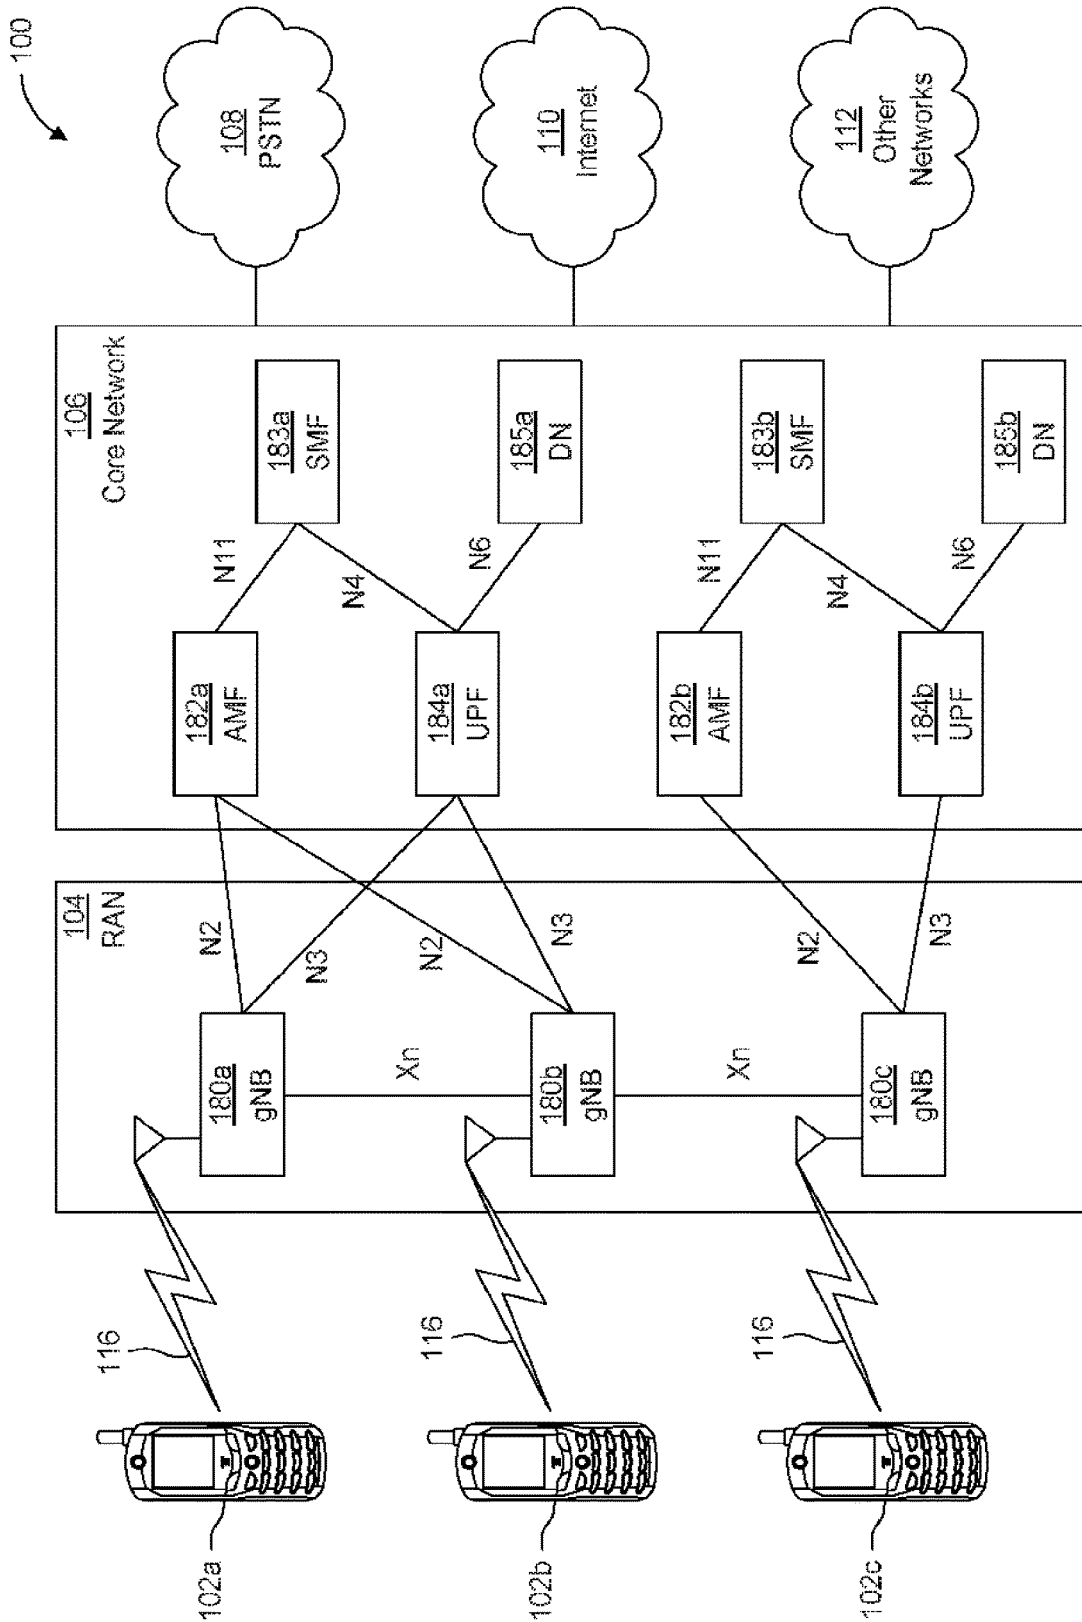 100
108
PSTN
110
Internet
112
Other
Networks
106
Core Network
183a
SMF
185a
DN
183b
SMF
185b
DN
N11
N4
N6
N11
N4
N6
182a
AMF
184a
UPF
182b
AMF
184b
UPF
104
RAN
N2
N3
N2
N3
N2
N3
180a
gNB
Xn
180b
gNB
Xn
180c
gNB
116
116
116
102a
102b
102c